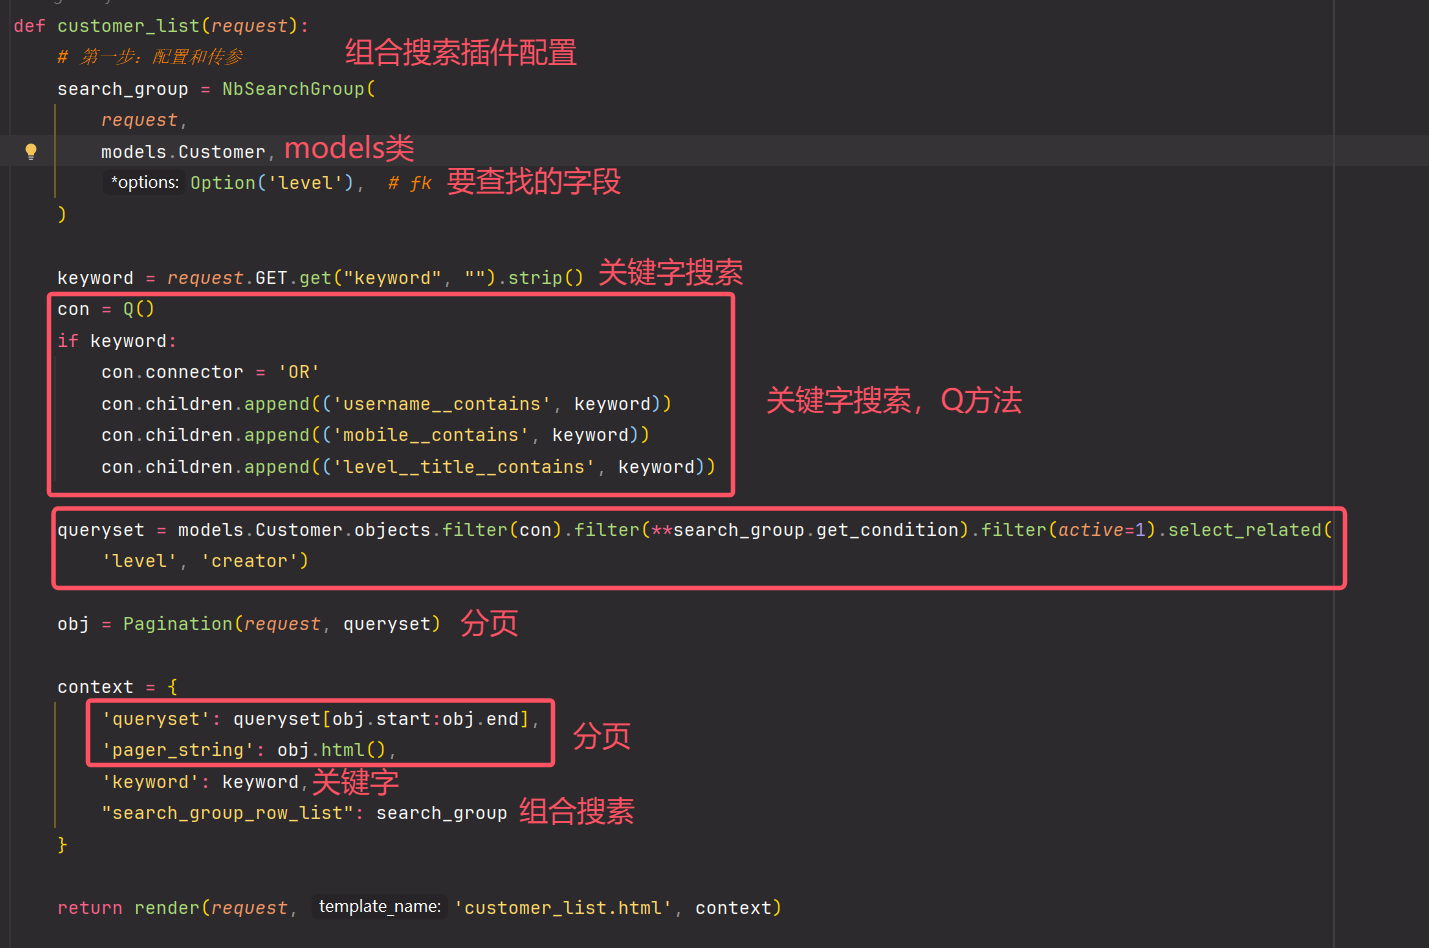 def customer_list(request):
# 第一步：配置和传参 组合搜索插件配置
search_group = NbSearchGroup(
request,
models.Customer, models类
*options: Option('level'), # fk 要查找的字段
)
keyword = request.GET.get("keyword", "").strip() 关键字搜索
con = Q()
if keyword:
con.connector = 'OR'
con.children.append(('username__contains', keyword)) 关键字搜索，Q方法
con.children.append(('mobile__contains', keyword))
con.children.append(('level__title__contains', keyword))
queryset = models.Customer.objects.filter(con).filter(**search_group.get_condition).filter(active=1).select_related(
'level', 'creator')
obj = Pagination(request, queryset) 分页
context = {
'queryset': queryset[obj.start:obj.end],
'pager_string': obj.html(), 分页
'keyword': keyword, 关键字
"search_group_row_list": search_group 组合搜素
}
return render(request, template_name: 'customer_list.html', context)